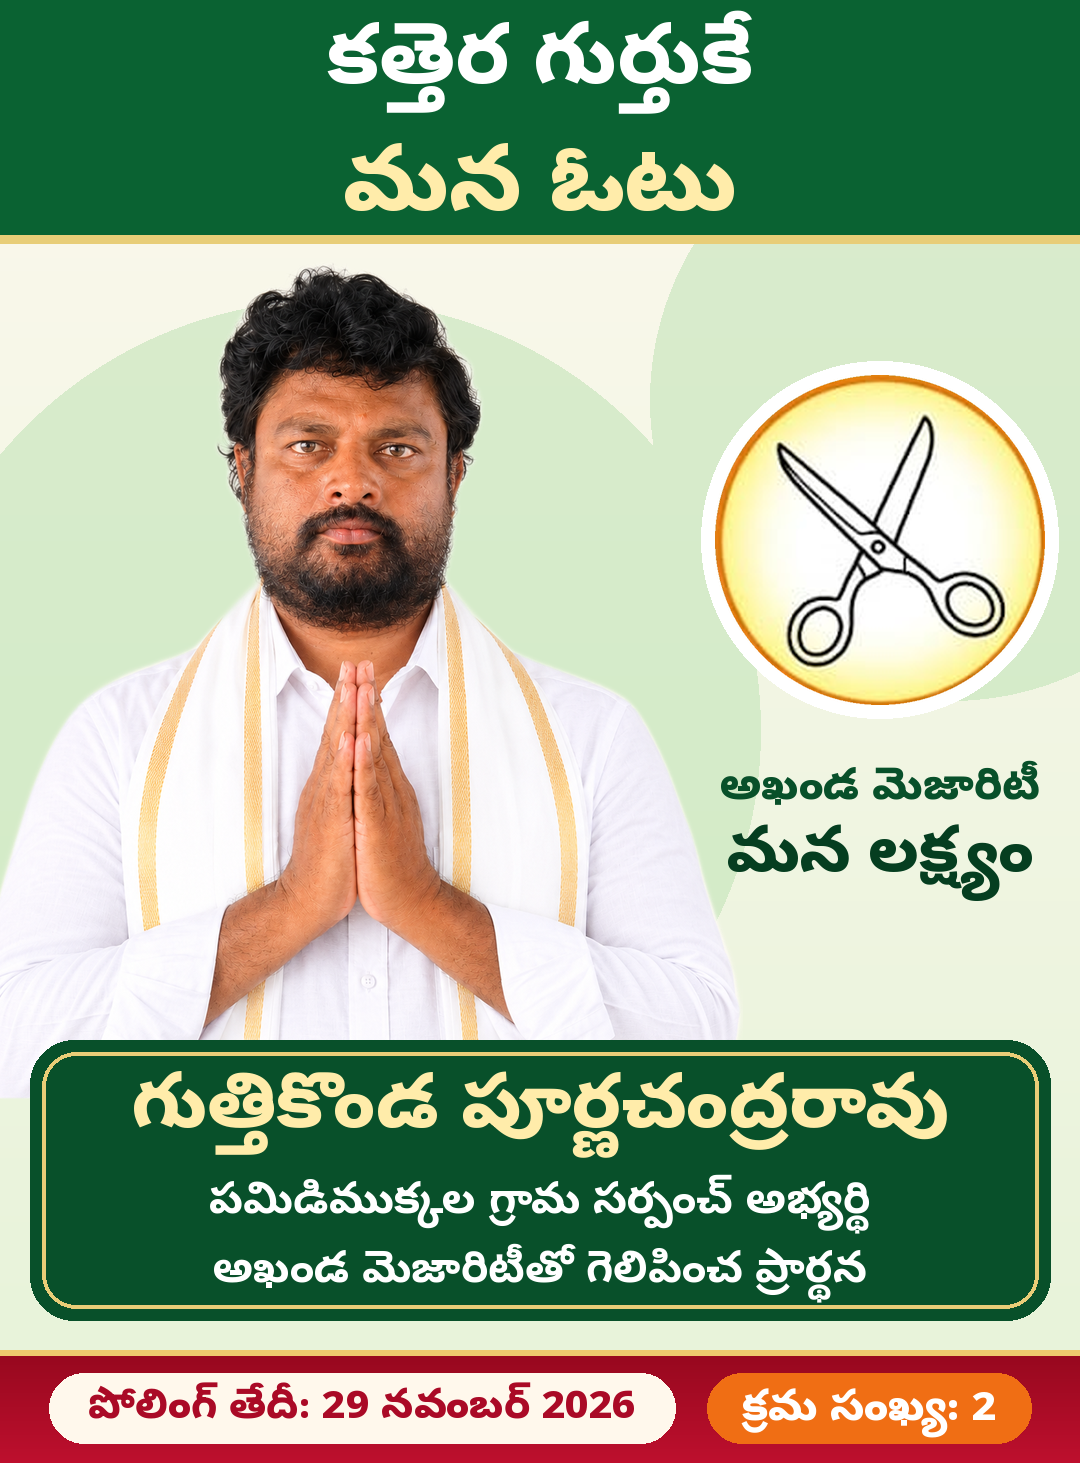 కత్తెర గుర్తుకే
మన ఓటు
అఖండ మెజారిటీ
మన లక్ష్యం
గుత్తికొండ పూర్ణచంద్రరావు
పమిడిముక్కల గ్రామ సర్పంచ్ అభ్యర్థి
అఖండ మెజారిటీతో గెలిపించ ప్రార్థన
పోలింగ్ తేదీ: 29 నవంబర్ 2026
క్రమ సంఖ్య: 2